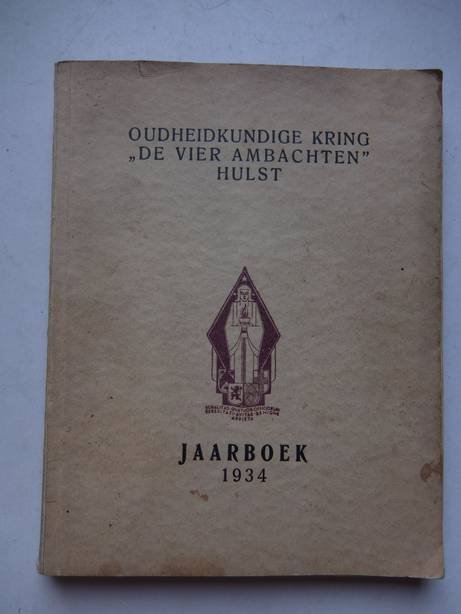 OUDHEIDKUNDIGE KRING
„DE VIER AMBACHTEN”
HULST
JAARBOEK
1934